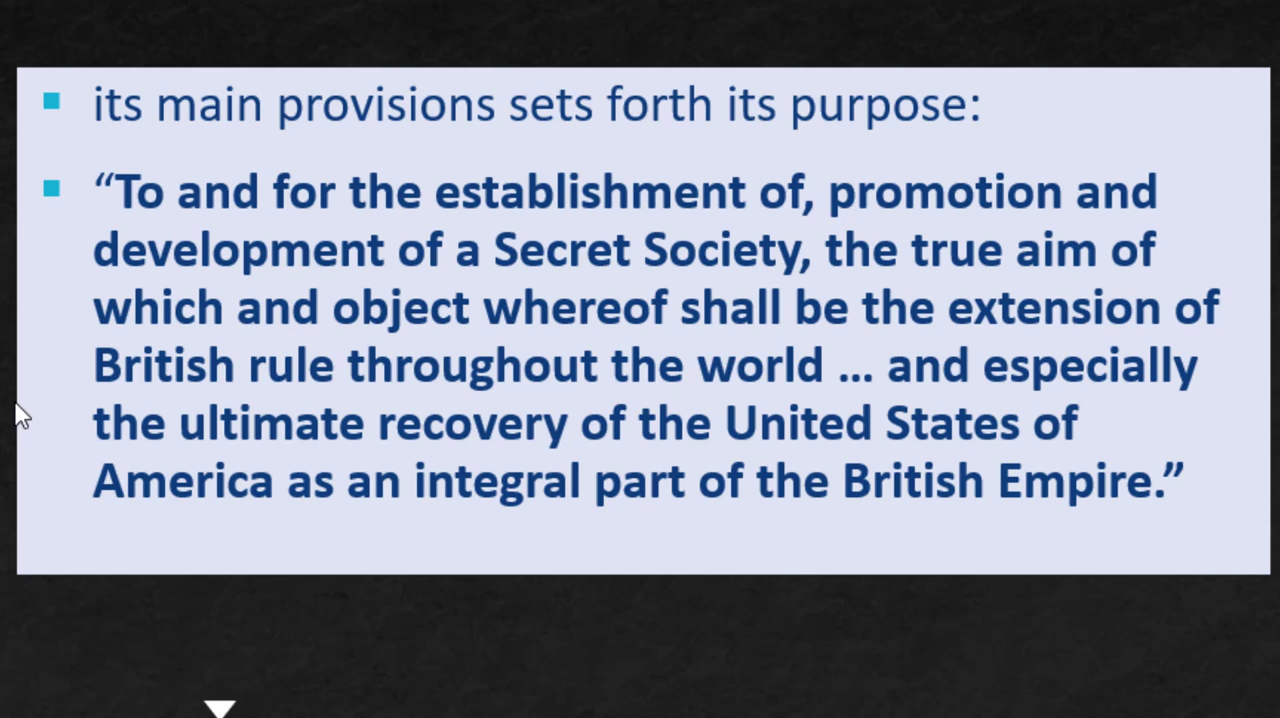 its main provisions sets forth its purpose:
“To and for the establishment of, promotion and
development of a Secret Society, the true aim of
which and object whereof shall be the extension of
British rule throughout the world ... and especially
the ultimate recovery of the United States of
America as an integral part of the British Empire.”